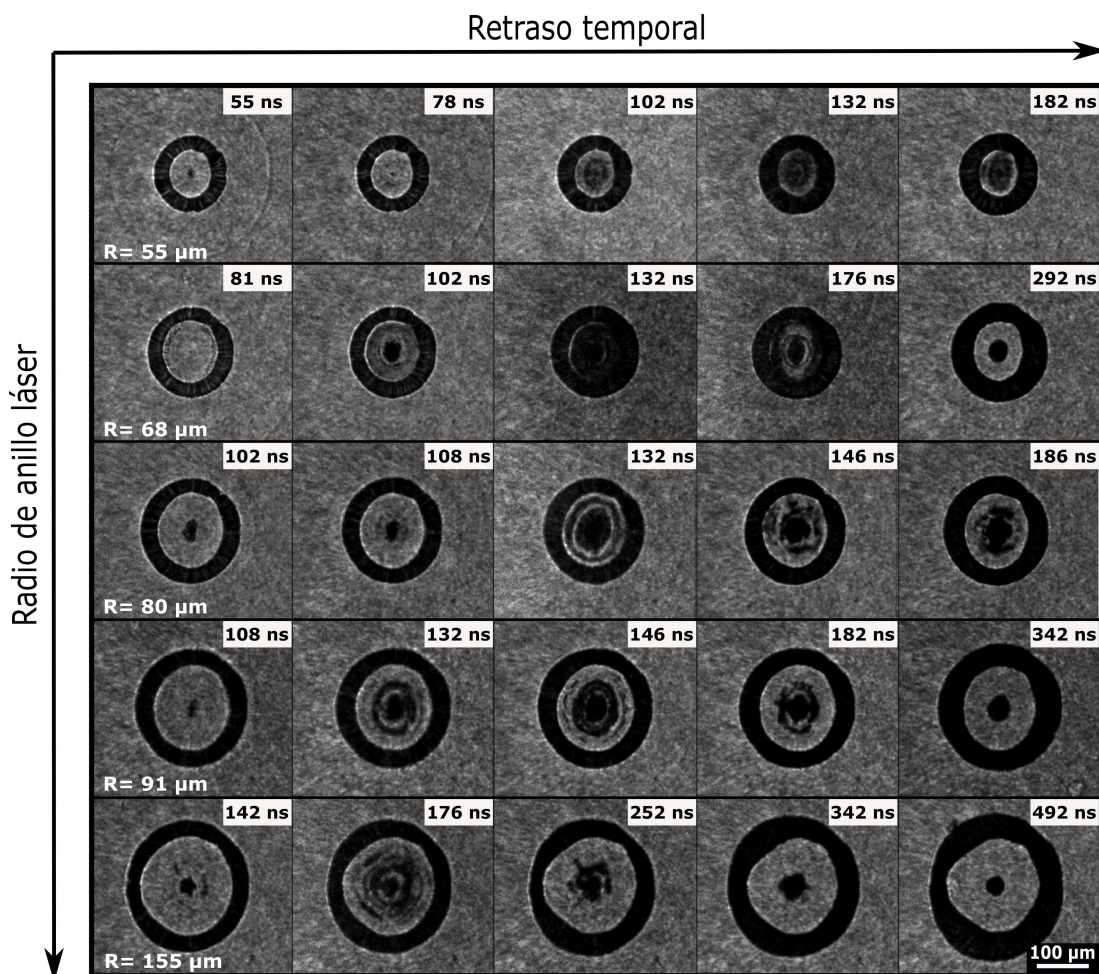 Retraso temporal
Radio de anillo láser
55 ns
78 ns
102 ns
132 ns
182 ns
R= 55 µm
81 ns
102 ns
132 ns
176 ns
292 ns
R= 68 µm
102 ns
108 ns
132 ns
146 ns
186 ns
R= 80 µm
108 ns
132 ns
146 ns
182 ns
342 ns
R= 91 µm
142 ns
176 ns
252 ns
342 ns
492 ns
R= 155 µm
100 µm